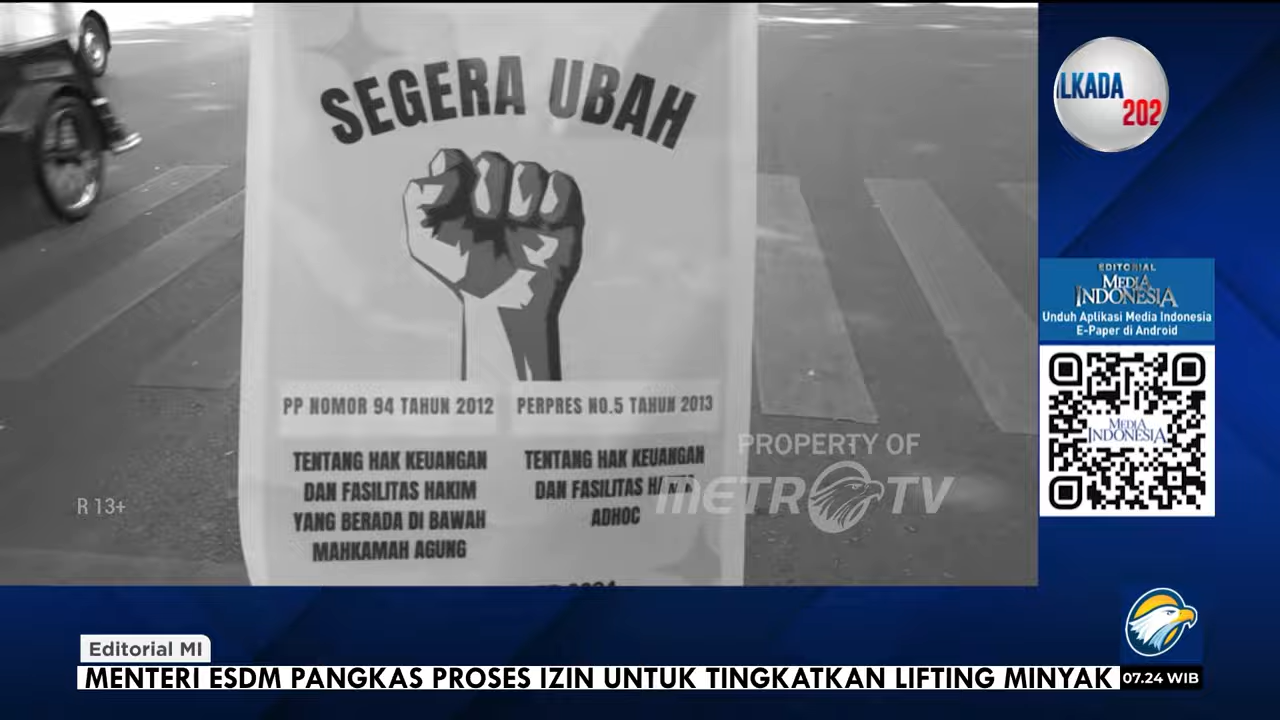 SEGERA UBAH
PP NOMOR 94 TAHUN 2012
TENTANG HAK KEUANGAN
DAN FASILITAS HAKIM
YANG BERADA DI BAWAH
MAHKAMAH AGUNG
PERPRES NO.5 TAHUN 2013
TENTANG HAK KEUANGAN
DAN FASILITAS
ADHOC
PROPERTY OF
METRO TV
R 13+
LKADA
202
EDITORIAL
MEDIA
INDONESIA
Unduh Aplikasi Media Indonesia
E-Paper di Android
MEDIA
INDONESIA
Editorial MI
MENTERI ESDM PANGKAS PROSES IZIN UNTUK TINGKATKAN LIFTING MINYAK
07.24 WIB